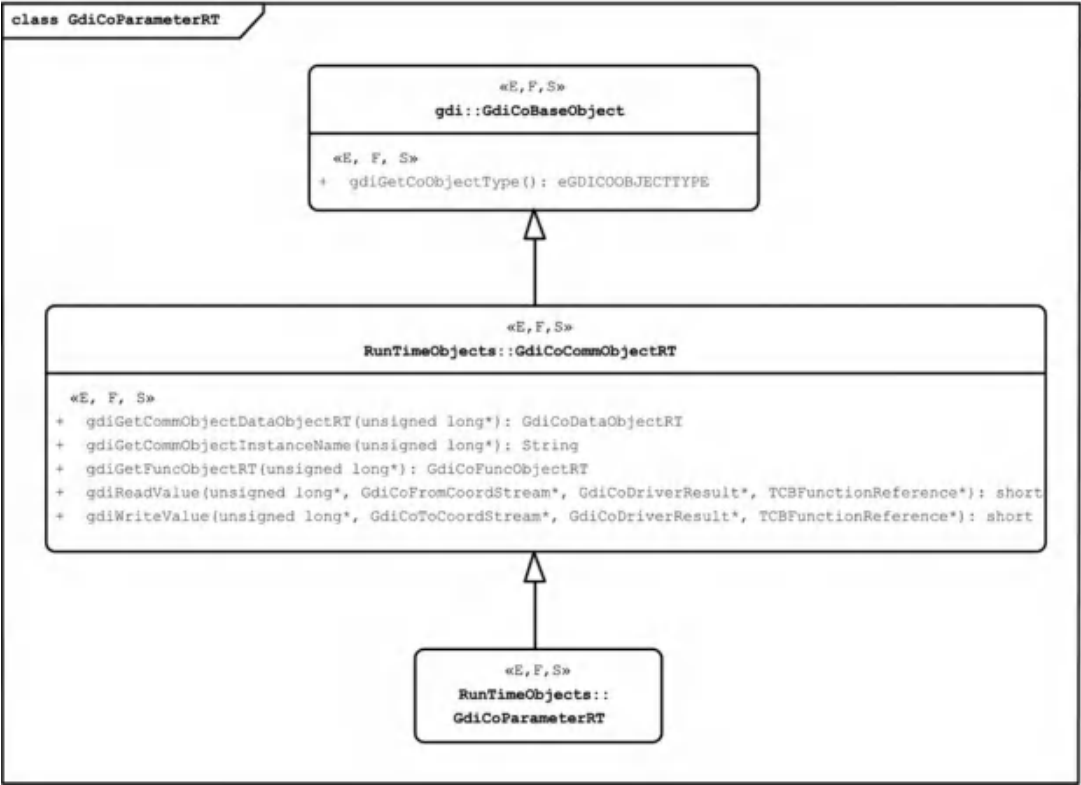 class GdiCoParameterRT
«E,F,S»
gdi::GdiCoBaseObject
«E, F, S»
+ gdiGetCoObjectType(): eGDICOOBJECTTYPE
«E,F,S»
RunTimeObjects::GdiCoCommObjectRT
«E, F, S»
+ gdiGetCommObjectDataObjectRT(unsigned long*): GdiCoDataObjectRT
+ gdiGetCommObjectInstanceName(unsigned long*): String
+ gdiGetFuncObjectRT(unsigned long*): GdiCoFuncObjectRT
+ gdiReadValue(unsigned long*, GdiCoFromCoordStream*, GdiCoDriverResult*, TCBFunctionReference*): short
+ gdiWriteValue(unsigned long*, GdiCoToCoordStream*, GdiCoDriverResult*, TCBFunctionReference*): short
«E,F,S»
RunTimeObjects::
GdiCoParameterRT